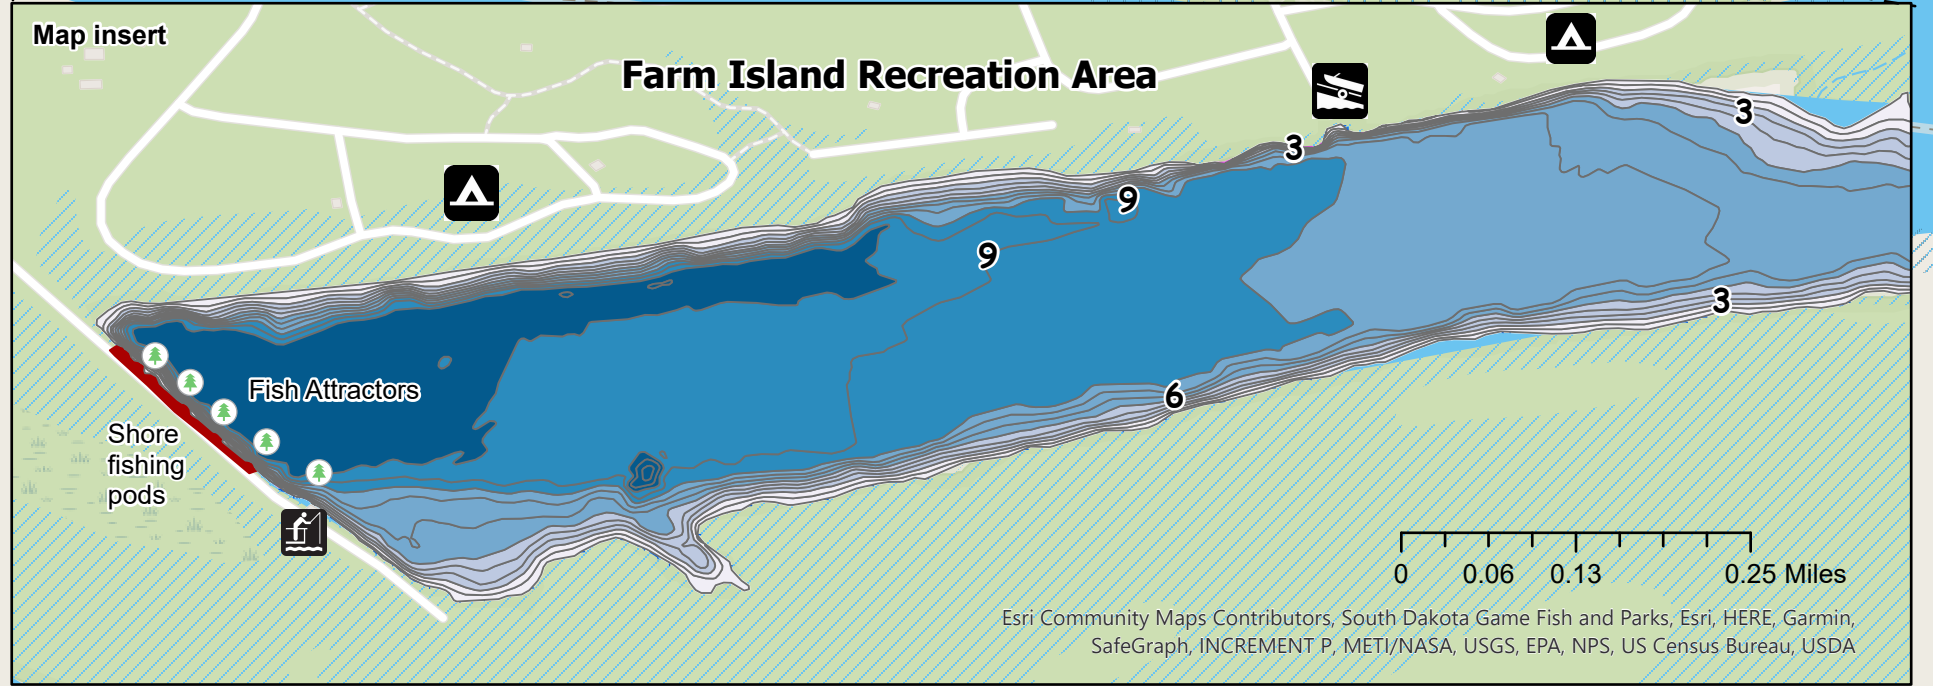 Map insert
Farm Island Recreation Area
3
3
9
9
3
6
Fish Attractors
Shore
fishing
pods
0 0.06 0.13 0.25 Miles
Esri Community Maps Contributors, South Dakota Game Fish and Parks, Esri, HERE, Garmin,
SafeGraph, INCREMENT P, METI/NASA, USGS, EPA, NPS, US Census Bureau, USDA